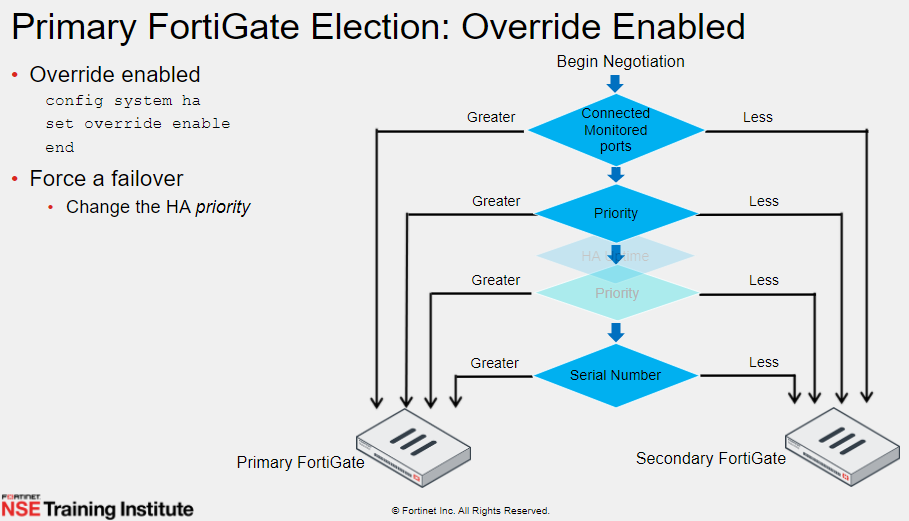 Primary FortiGate Election: Override Enabled
• Override enabled
config system ha
set override enable
end
• Force a failover
• Change the HA priority
Begin Negotiation
Connected
Monitored
ports
Greater
Less
Priority
Greater
Less
HA
Priority
Greater
Less
Serial Number
Greater
Less
Primary FortiGate
Secondary FortiGate
FORTINET
NSE Training Institute
© Fortinet Inc. All Rights Reserved.